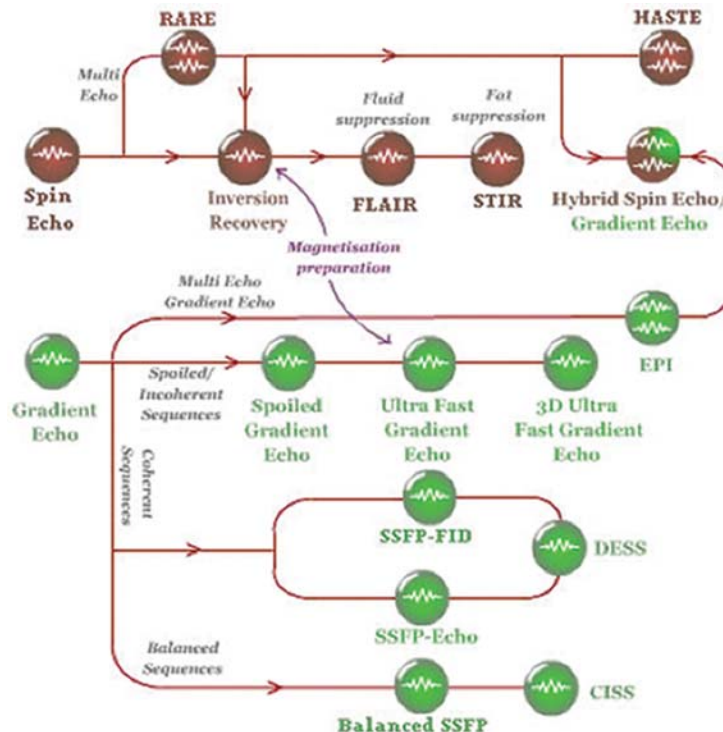 RARE
HASTE
Multi
Echo
Fluid
suppression
Fat
suppression
Spin
Echo
Inversion
Recovery
FLAIR
STIR
Hybrid Spin Echo/
Gradient Echo
Magnetisation
preparation
Multi Echo
Gradient Echo
EPI
Gradient
Echo
Spoiled/
Incoherent
Sequences
Spoiled
Gradient
Echo
Ultra Fast
Gradient
Echo
3D Ultra
Fast Gradient
Echo
Coherent
Sequences
SSFP-FID
DESS
SSFP-Echo
Balanced
Sequences
Balanced SSFP
CISS